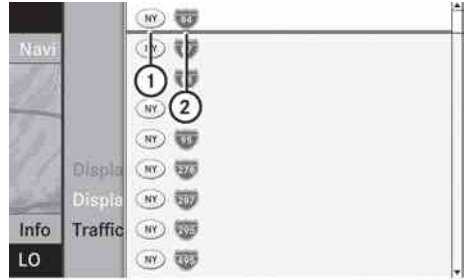 NY 84
Navi NY
1
2
NY
NY 95
Displa NY 278
Displa NY 287
Info Traffic NY 295
LO NY 495